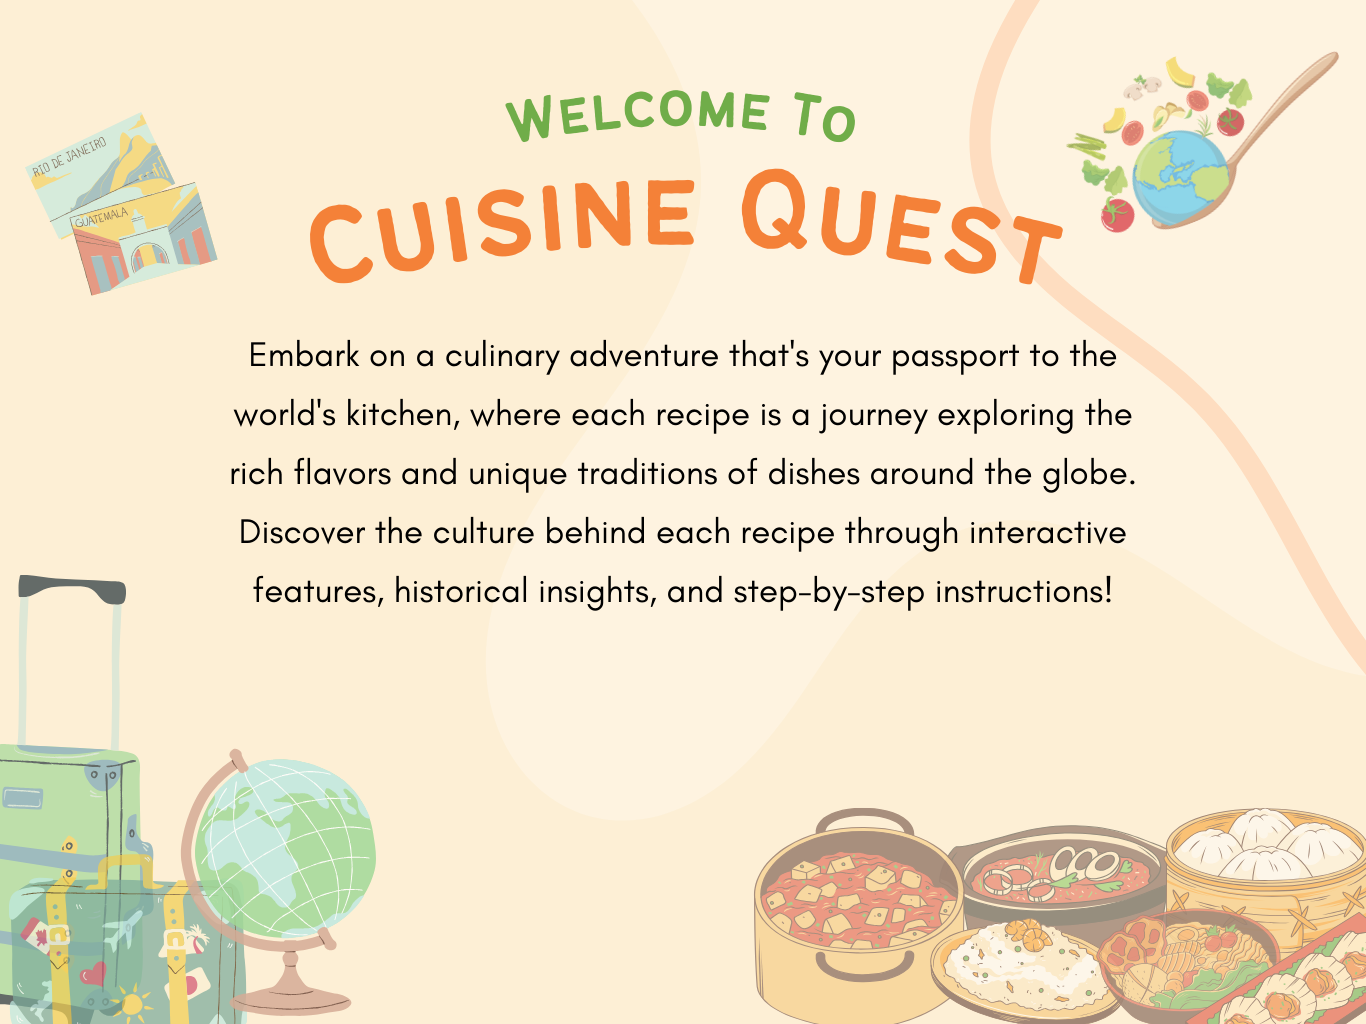 Welcome To
Cuisine Quest
RIO DE JANEIRO
GUATEMALA
Embark on a culinary adventure that's your passport to the
world's kitchen, where each recipe is a journey exploring the
rich flavors and unique traditions of dishes around the globe.
Discover the culture behind each recipe through interactive
features, historical insights, and step-by-step instructions!